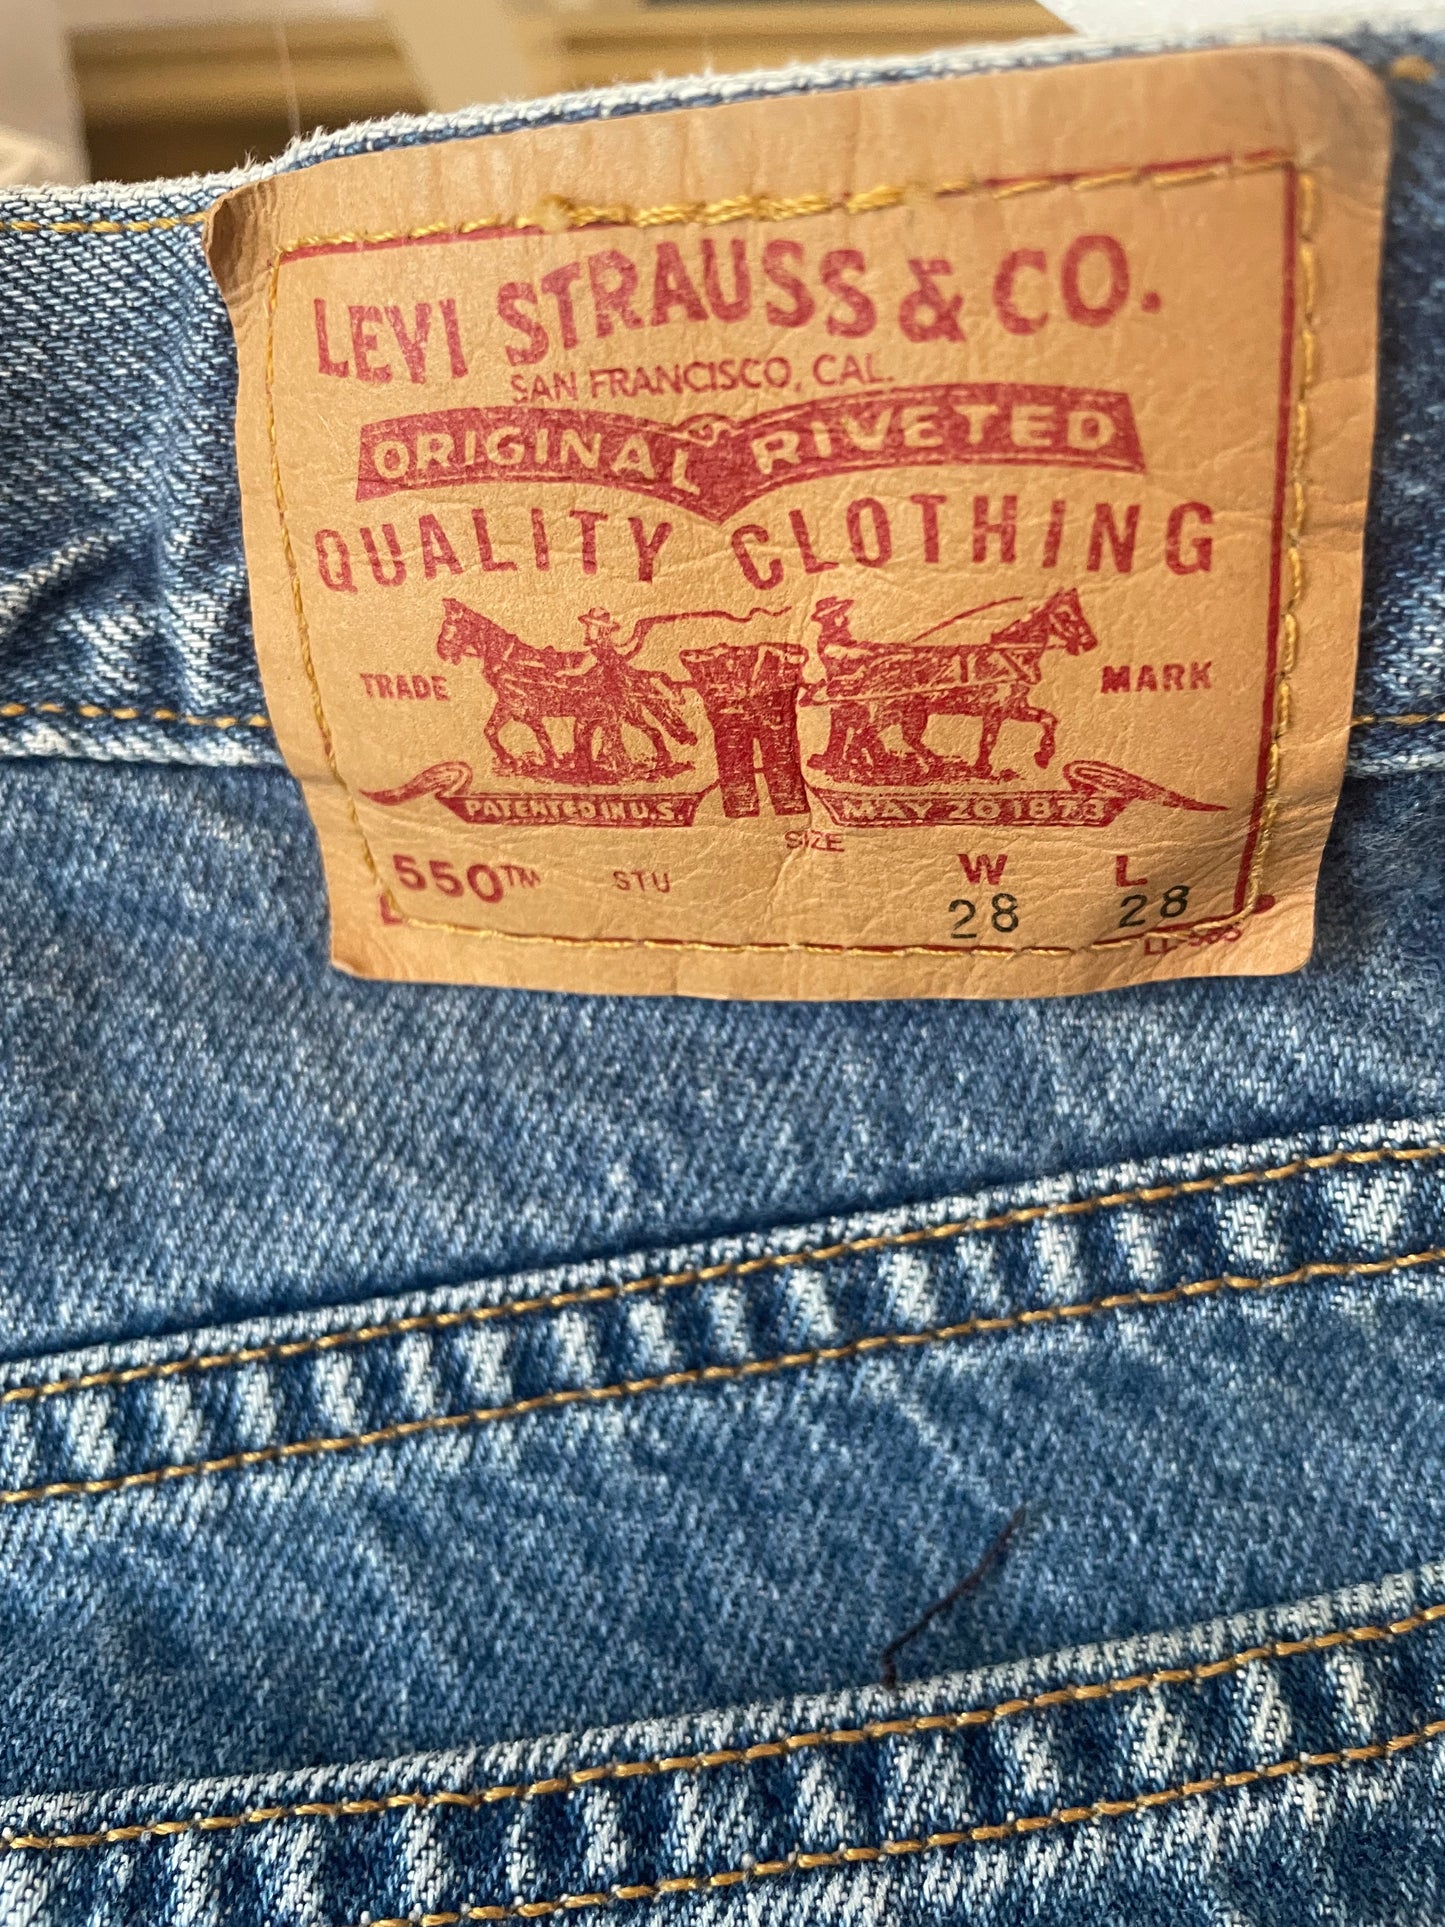 LEVI STRAUSS & CO.
SAN FRANCISCO, CAL.
ORIGINAL RIVETED
QUALITY CLOTHING
TRADE MARK
PATENTED IN U.S. MAY 20 1873
SIZE
550™ STU W L
28 28